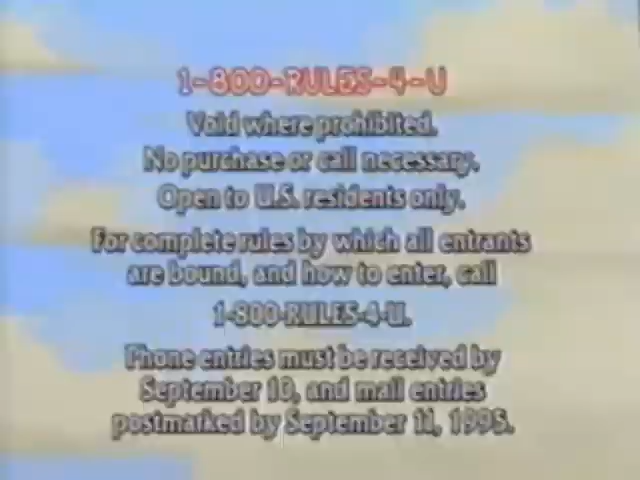 1-800-RULES-4-U
Void where prohibited.
No purchase or call necessary.
Open to U.S. residents only.
For complete rules by which all entrants
are bound, and how to enter, call
1-800-RULES-4-U.
Phone entries must be received by
September 13, and mail entries
postmarked by September 11, 1995.